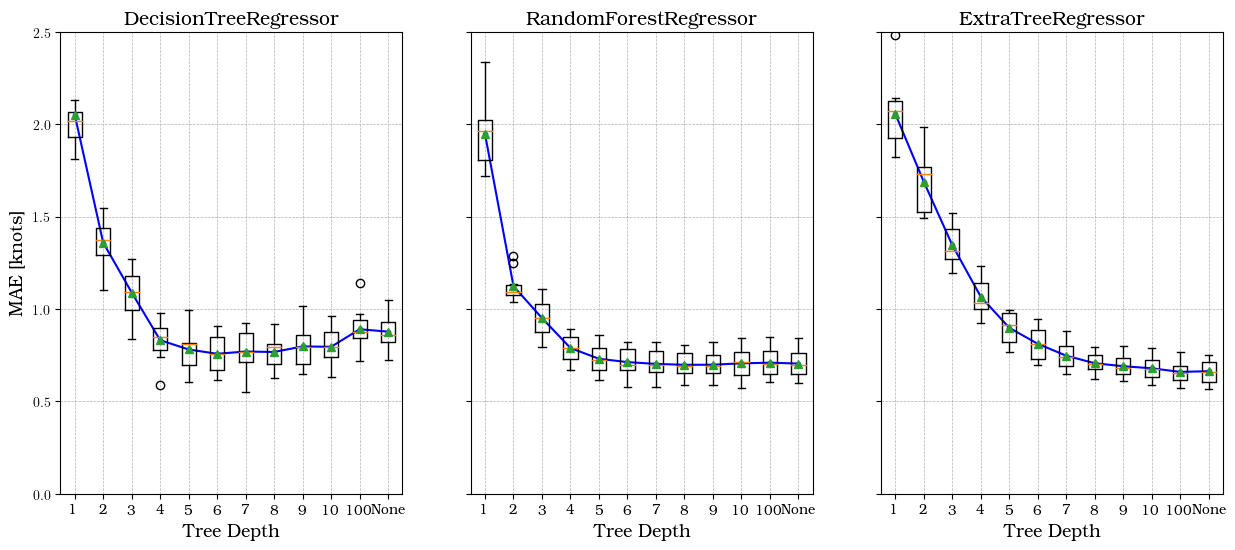 DecisionTreeRegressor RandomForestRegressor ExtraTreeRegressor
2.5
2.0
1.5
1.0
0.5
0.0
MAE [knots]
1 2 3 4 5 6 7 8 9 10 100 None 1 2 3 4 5 6 7 8 9 10 100 None 1 2 3 4 5 6 7 8 9 10 100 None
Tree Depth Tree Depth Tree Depth